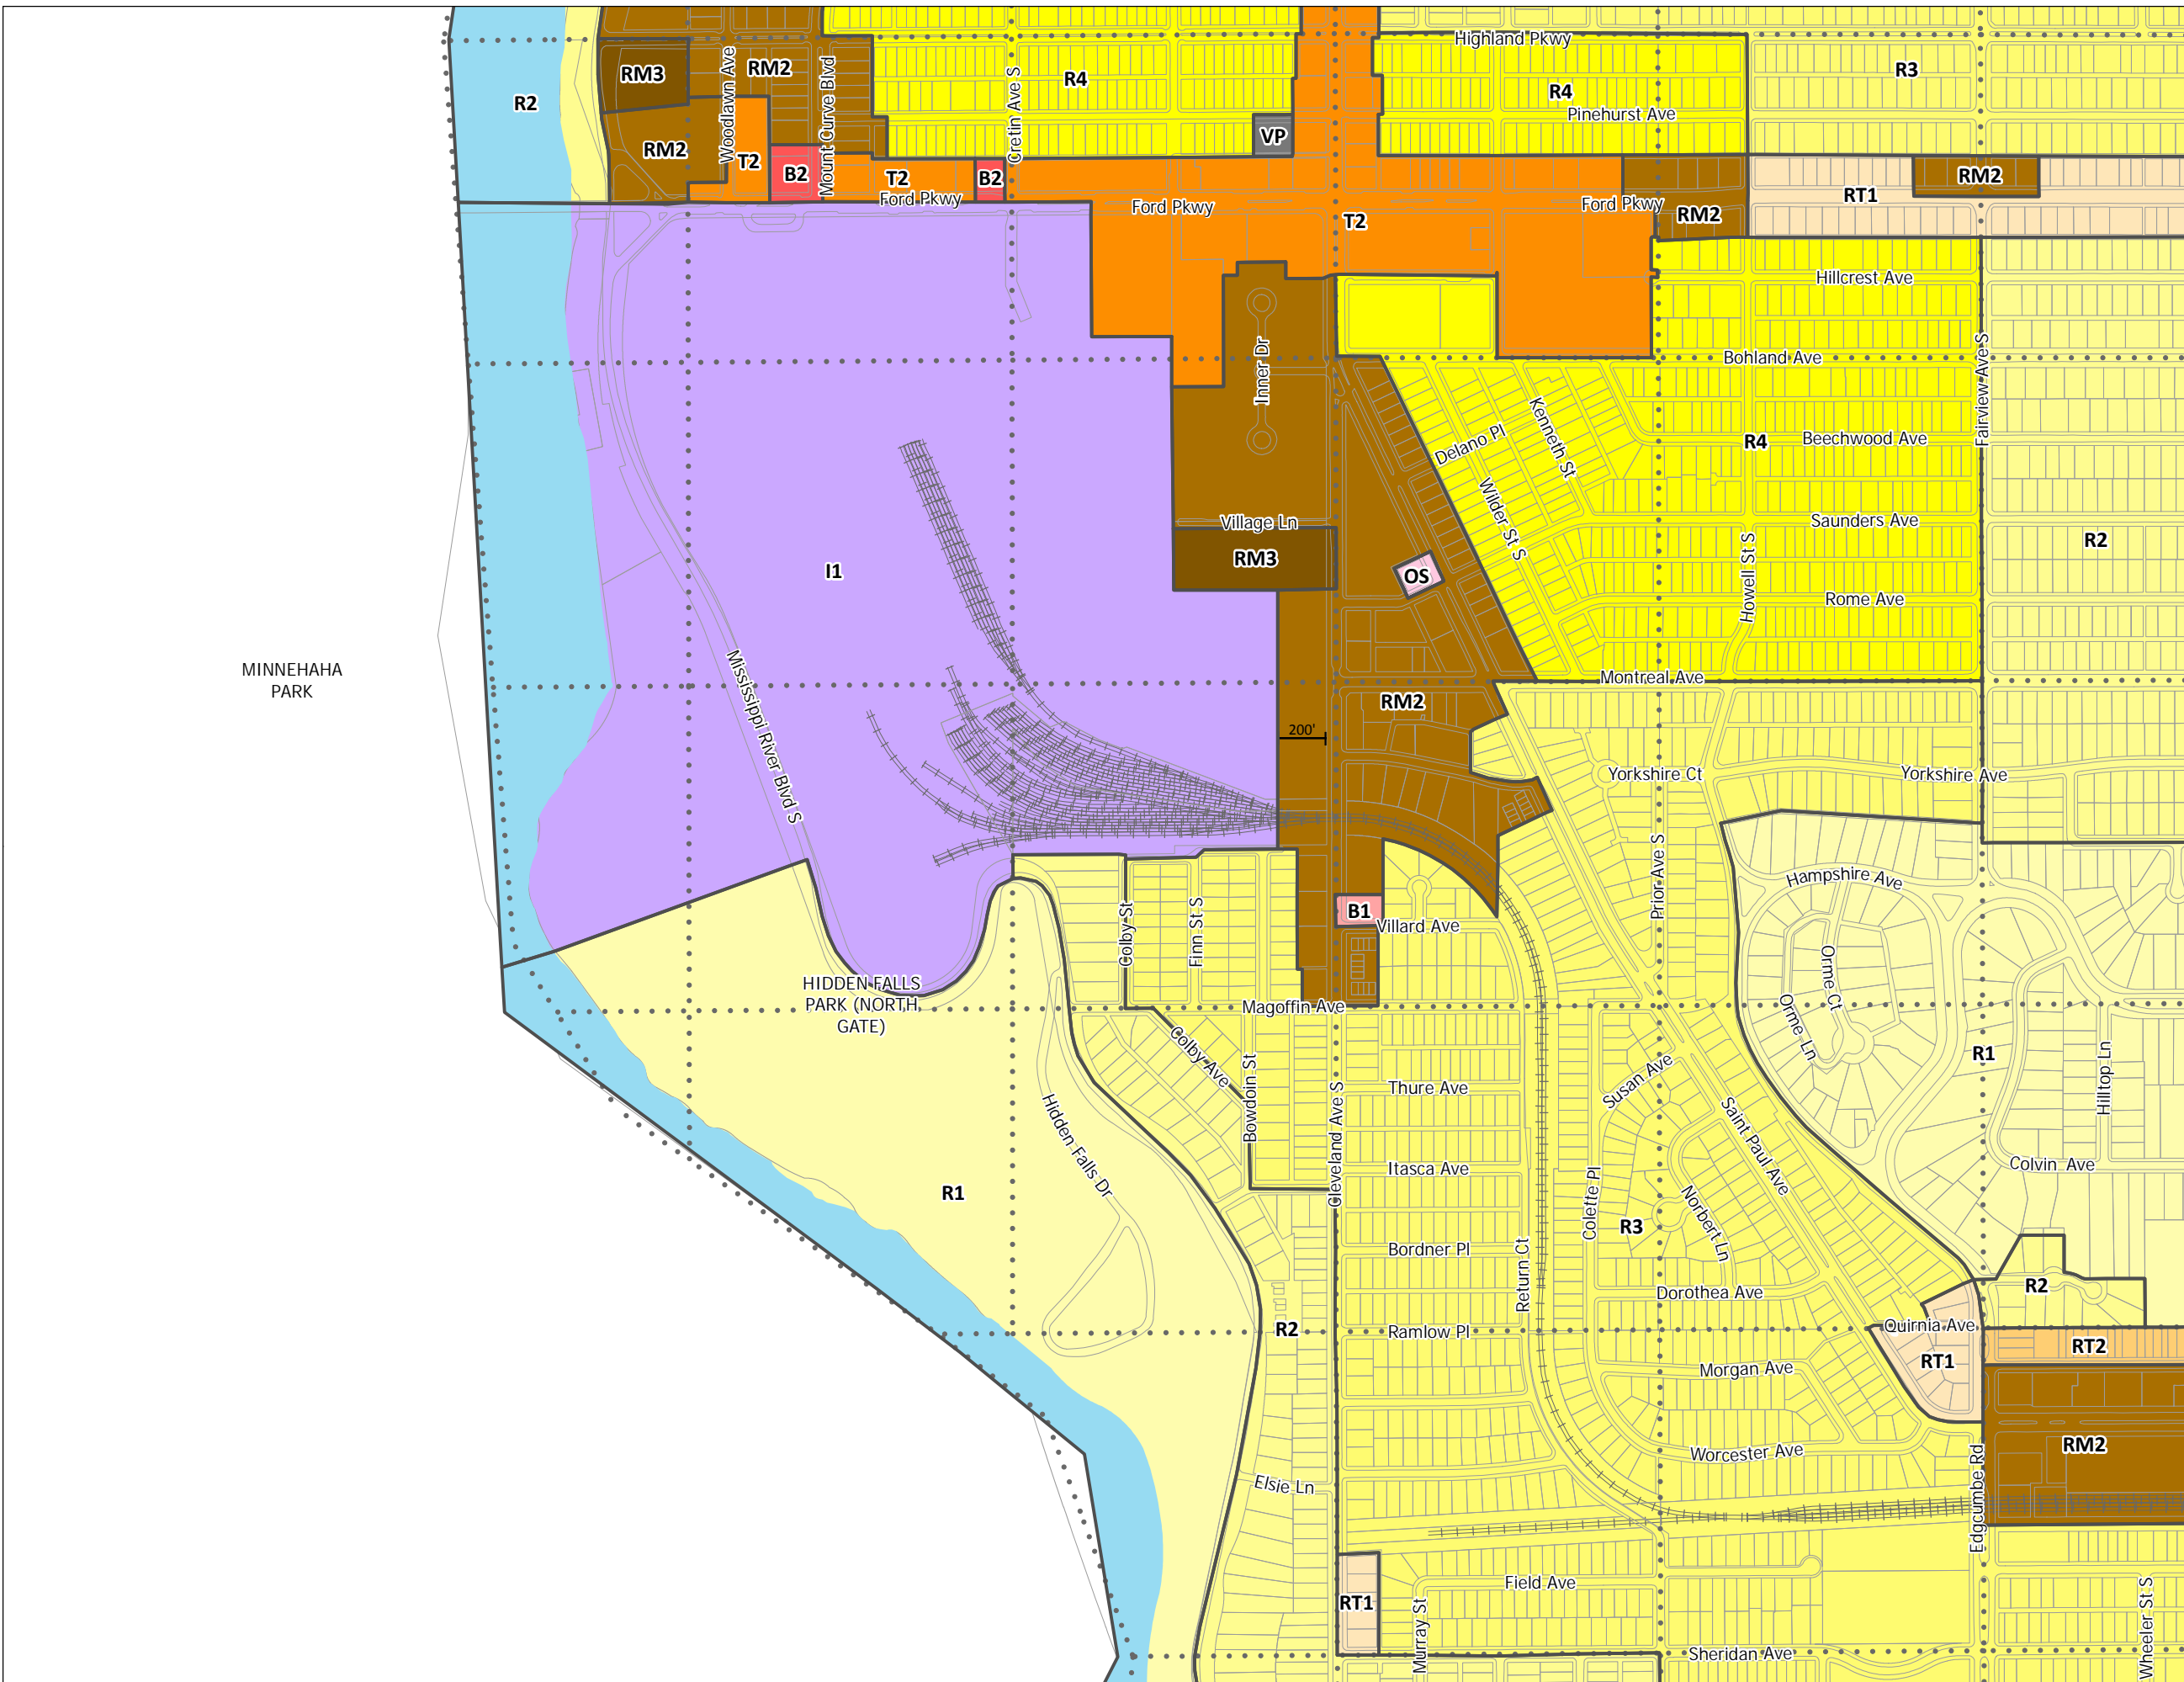 Highland Pkwy
RM3
Woodlawn Ave
RM2
Mount Curve Blvd
Cretin Ave S
R4
R4
R3
R2
Pinehurst Ave
VP
RM2
T2
B2
T2
B2
RM2
RT1
Ford Pkwy
Ford Pkwy
Ford Pkwy
T2
RM2
Hillcrest Ave
Inner Dr
Bohland Ave
Fairview Ave S
Delano Pl
Kenneth St
R4
Beechwood Ave
Wilder St S
Village Ln
Saunders Ave
R2
I1
RM3
OS
Howell St S
Rome Ave
MINNEHAHA
PARK
Mississippi River Blvd S
Montreal Ave
RM2
200'
Yorkshire Ct
Yorkshire Ave
Prior Ave S
Hampshire Ave
Colby St
Finn St S
B1
Villard Ave
Orme Ct
Orme Ln
HIDDEN FALLS
PARK (NORTH
GATE)
Magoffin Ave
Colby Ave
Bowdoin St
R1
Hilltop Ln
Thure Ave
Susan Ave
Cleveland Ave S
Saint Paul Ave
Hidden Falls Dr
Itasca Ave
Colvin Ave
R1
Colette Pl
R3
Norbert Ln
Bordner Pl
Return Ct
Dorothea Ave
R2
R2
Ramlow Pl
Quirnia Ave
RT2
RT1
Morgan Ave
RM2
Worcester Ave
Elsie Ln
Edgcumbe Rd
Field Ave
RT1
Murray St
Wheeler St S
Sheridan Ave